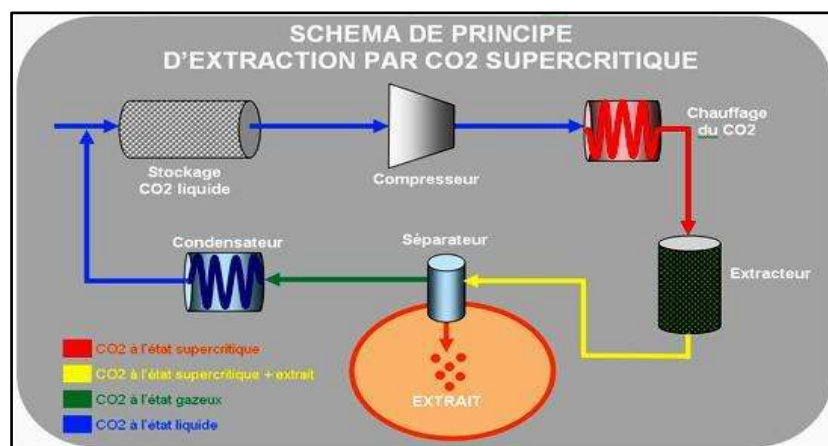 SCHEMA DE PRINCIPE
D'EXTRACTION PAR CO2 SUPERCRITIQUE
Stockage
CO2 liquide
Compresseur
Chauffage
du CO2
Condensateur
Séparateur
Extracteur
CO2 à l'état supercritique
CO2 à l'état supercritique + extrait
CO2 à l'état gazeux
CO2 à l'état liquide
EXTRAIT